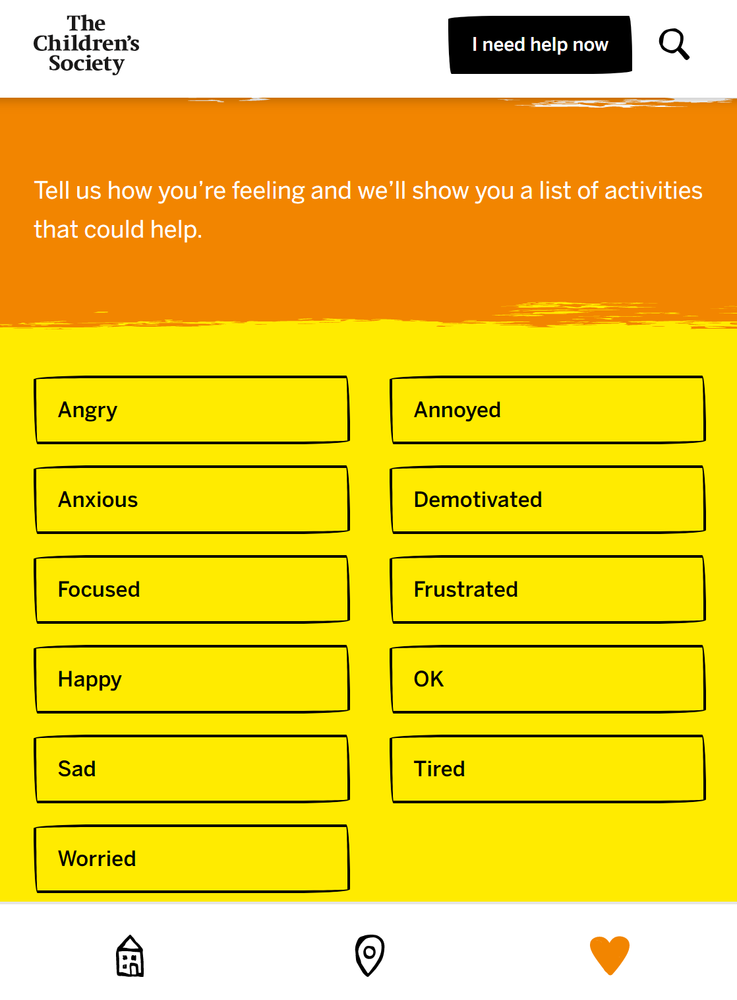 The
Children's
Society
I need help now
Tell us how you're feeling and we'll show you a list of activities
that could help.
Angry
Annoyed
Anxious
Demotivated
Focused
Frustrated
Happy
OK
Sad
Tired
Worried